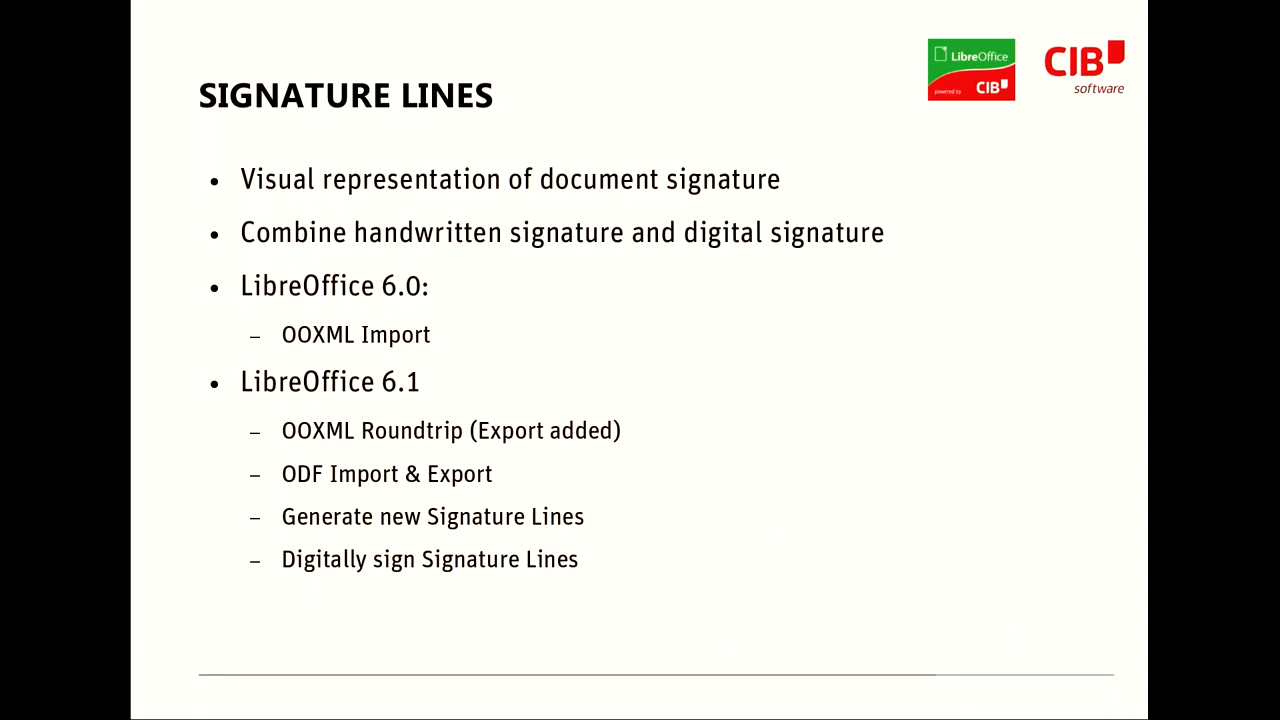 LibreOffice
powered by CIB
CIB
software
SIGNATURE LINES
• Visual representation of document signature
• Combine handwritten signature and digital signature
• LibreOffice 6.0:
– OOXML Import
• LibreOffice 6.1
– OOXML Roundtrip (Export added)
– ODF Import & Export
– Generate new Signature Lines
– Digitally sign Signature Lines